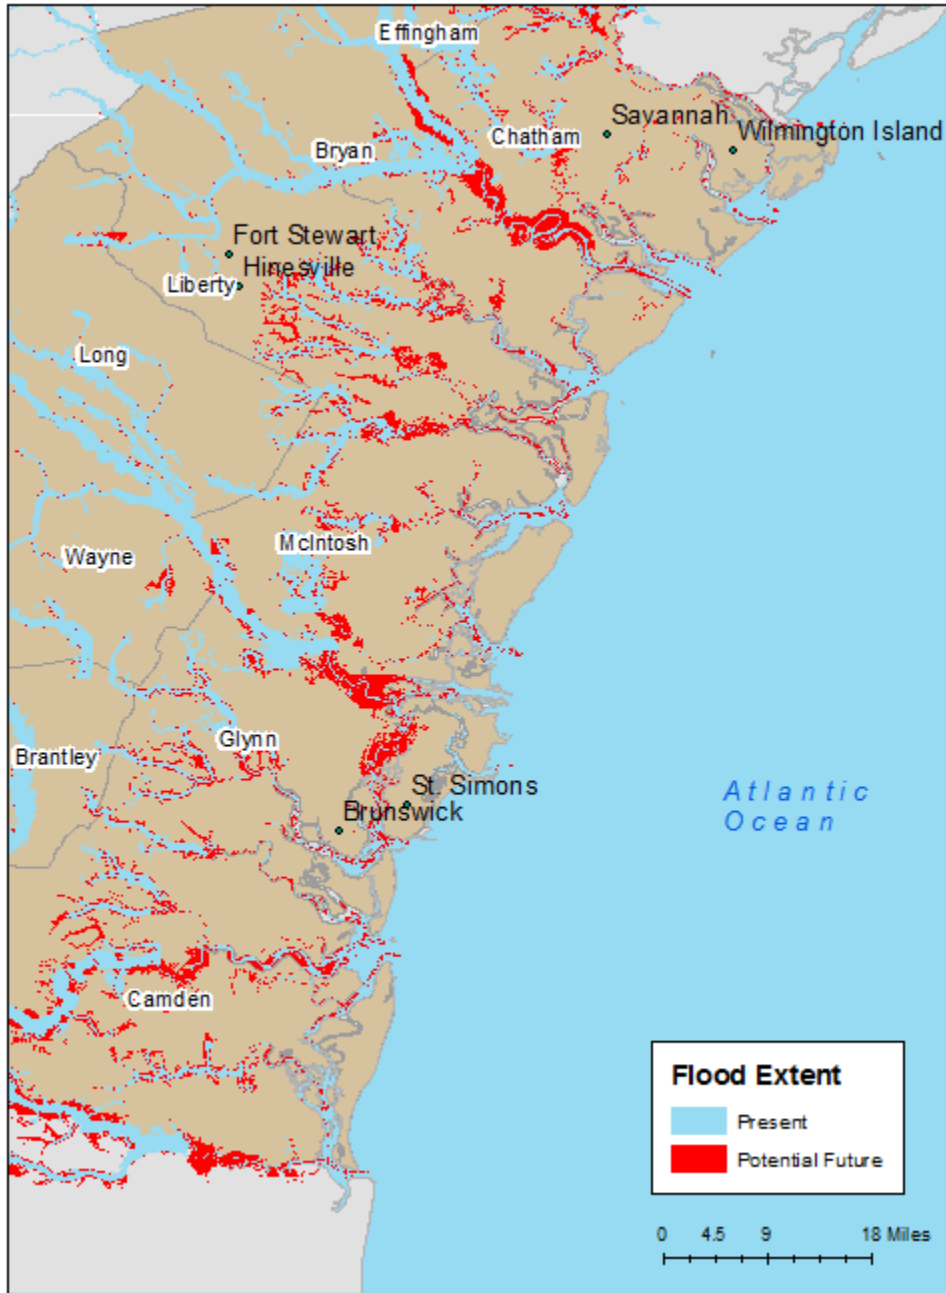 Effingham
Savannah
Chatham
Wilmington Island
Bryan
Fort Stewart
Hinesville
Liberty
Long
McIntosh
Wayne
Glynn
Brantley
St. Simons
Brunswick
Atlantic
Ocean
Camden
Flood Extent
Present
Potential Future
0 4.5 9 18 Miles